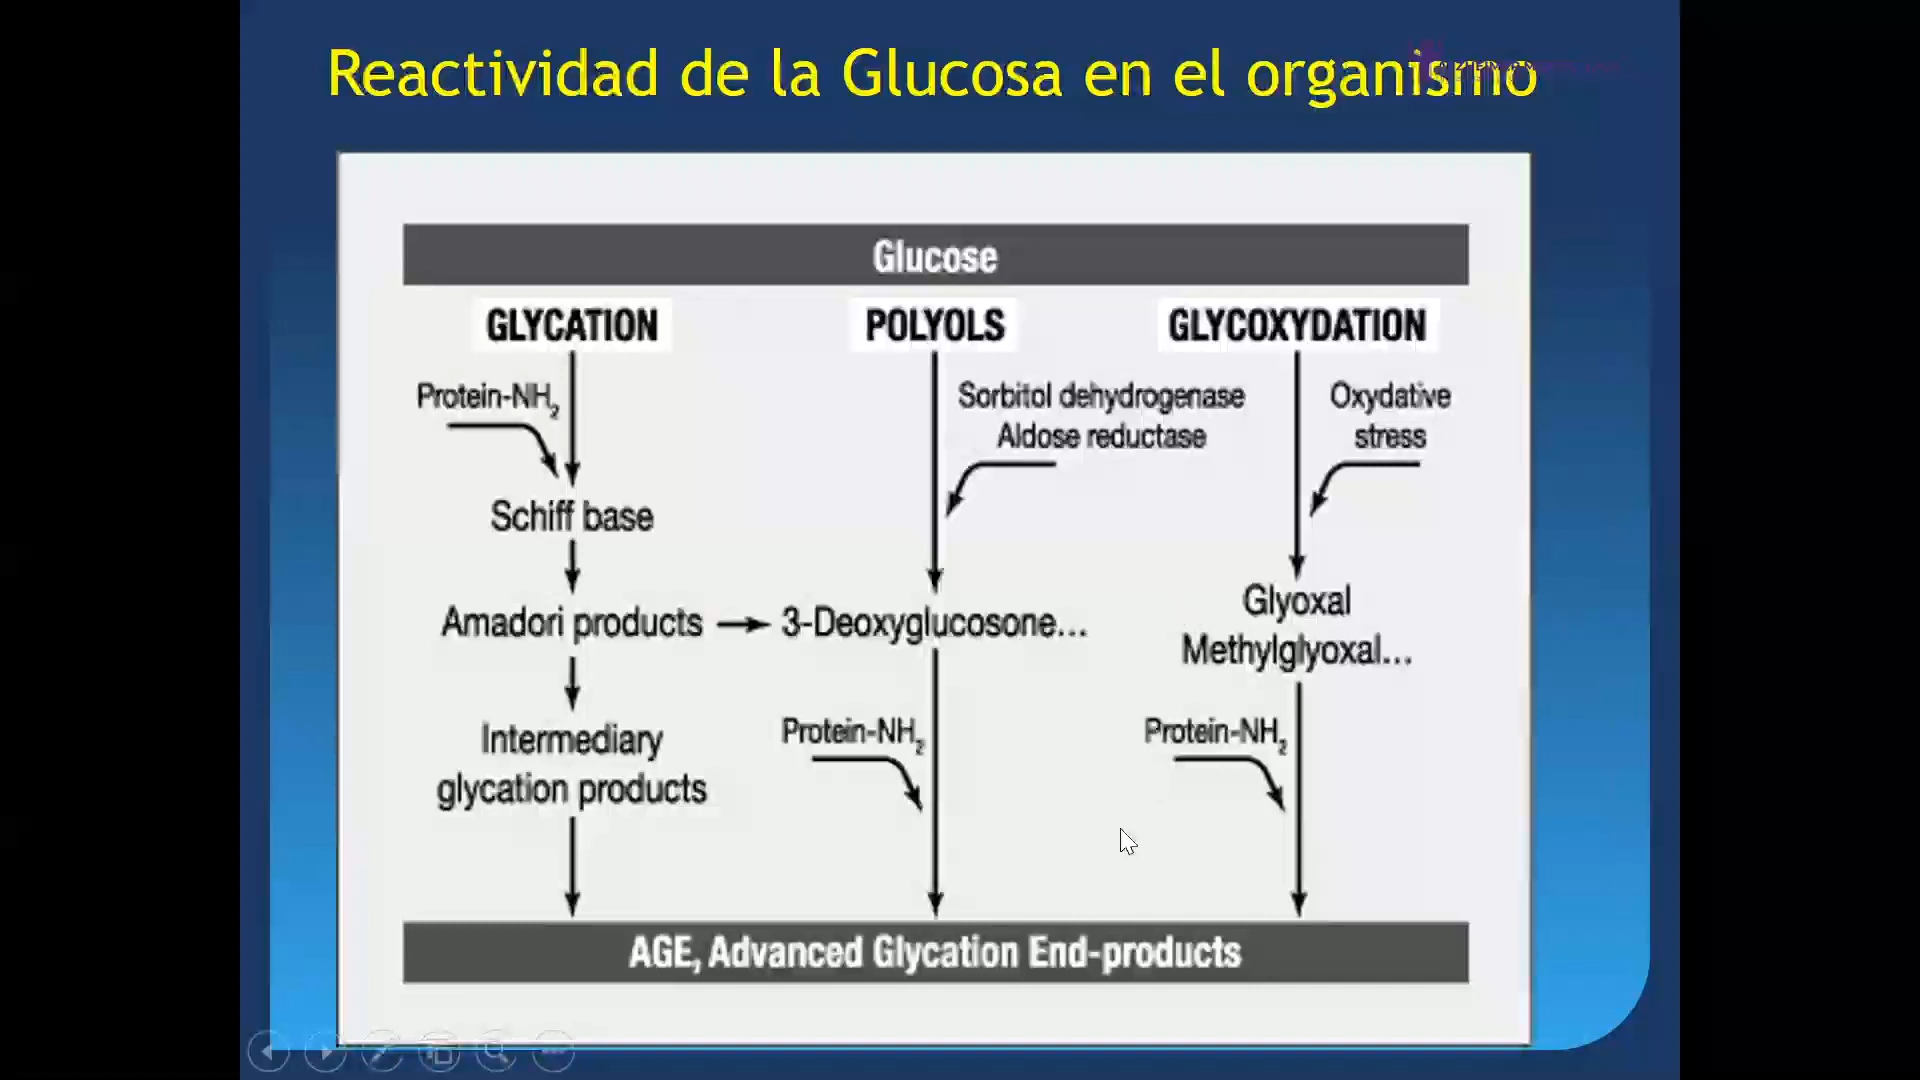 Reactividad de la Glucosa en el organismo
Glucose
GLYCATION
POLYOLS
GLYCOXYDATION
Protein-NH2
Sorbitol dehydrogenase
Aldose reductase
Oxydative
stress
Schiff base
Amadori products
3-Deoxyglucosone...
Glyoxal
Methylglyoxal...
Intermediary
glycation products
Protein-NH2
Protein-NH2
AGE, Advanced Glycation End-products